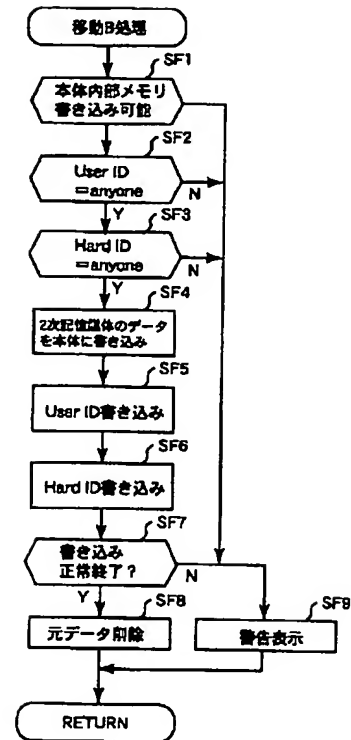 移動B処理
SF1
本体内部メモリ
書き込み可能
SF2
User ID
=anyone
N
Y
SF3
Hard ID
=anyone
N
Y
SF4
2次記憶媒体のデータ
を本体に書き込み
SF5
User ID書き込み
SF6
Hard ID書き込み
SF7
書き込み
正常終了？
N
Y
SF8
元データ削除
SF9
警告表示
RETURN